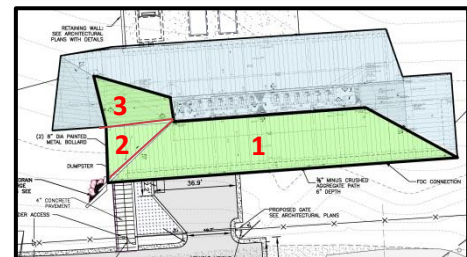 RETAINING WALL:
SEE ARCHITECTURAL
PLANS WITH DETAILS
3
(2) 8" DIA PAINTED
METAL BOLLARD
2
1
DUMPSTER
DRAIN
GE
SEE
4" CONCRETE
PAVEMENT
DER ACCESS
36.9'
¾" MINUS CRUSHED
AGGREGATE PATH
6" DEPTH
FDC CONNECTION
PROPOSED GATE
SEE ARCHITECTURAL PLANS